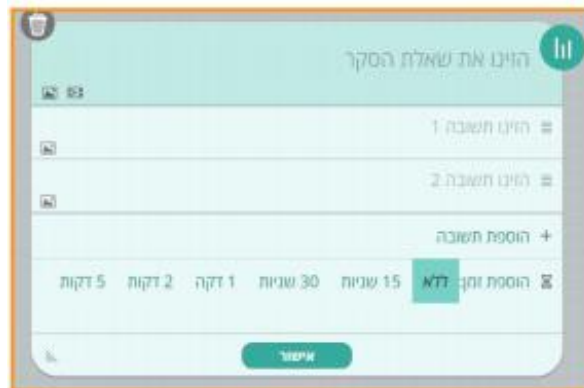 הזינו את שאלת הסקר
הזינו תשובה 1
הזינו תשובה 2
+ הוספת תשובה
הוספת זמן: ללא 15 שניות 30 שניות 1 דקה 2 דקות 5 דקות
אישור